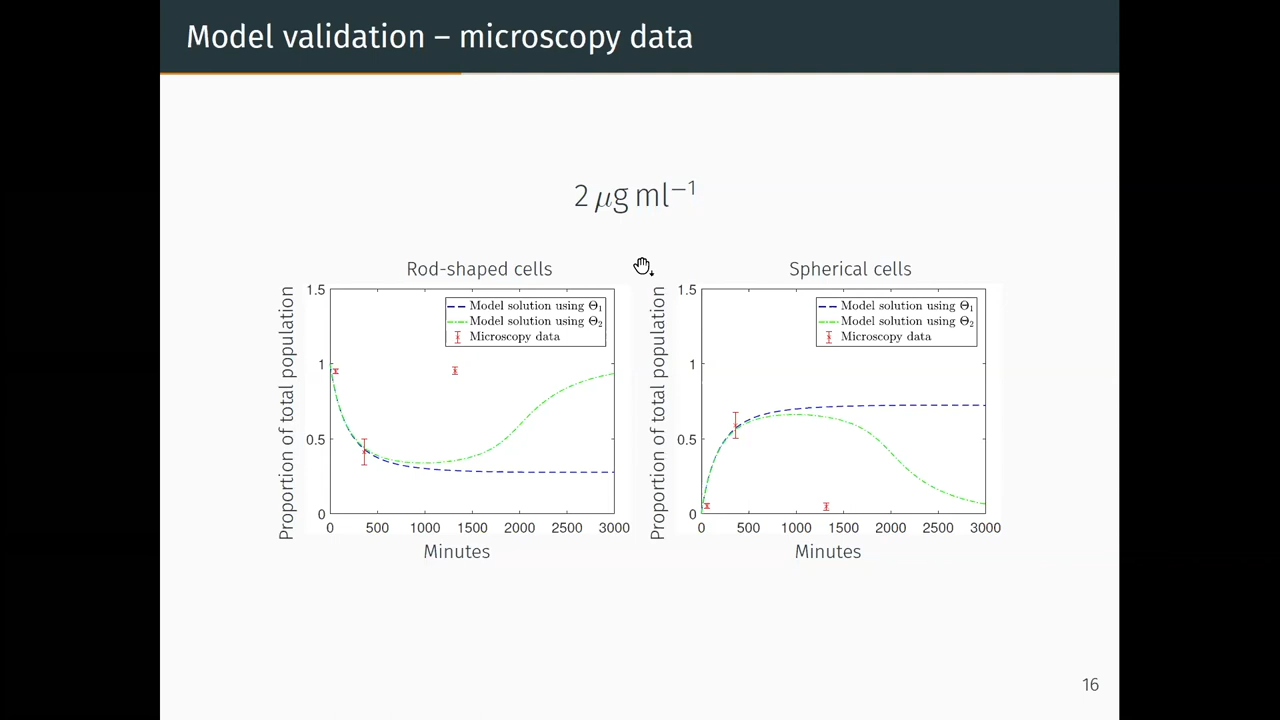 Model validation – microscopy data
2 μg ml⁻¹
Rod-shaped cells
Proportion of total population
1.5
1
0.5
0
Model solution using Θ₁
Model solution using Θ₂
Microscopy data
0 500 1000 1500 2000 2500 3000
Minutes
Spherical cells
Proportion of total population
1.5
1
0.5
0
Model solution using Θ₁
Model solution using Θ₂
Microscopy data
0 500 1000 1500 2000 2500 3000
Minutes
16